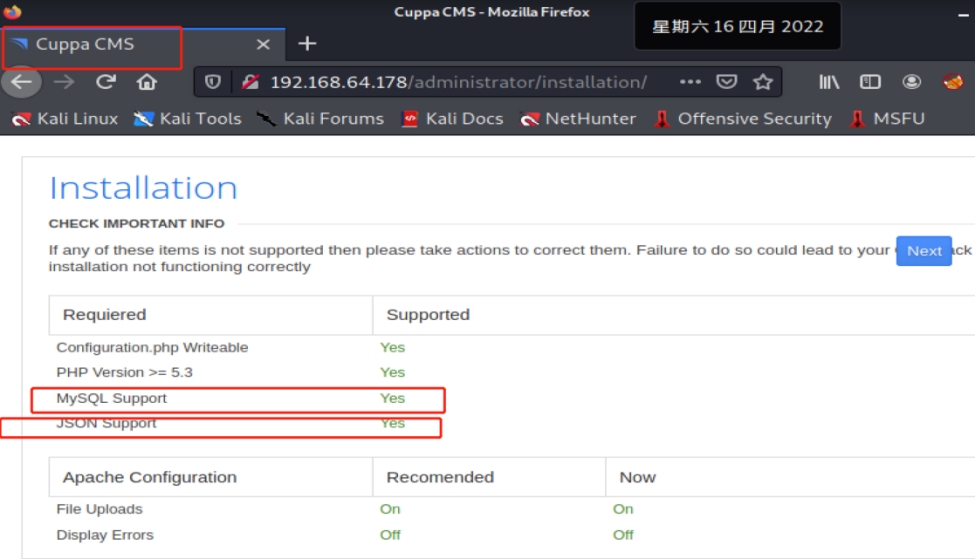 Cuppa CMS - Mozilla Firefox
星期六 16 四月 2022
Cuppa CMS
192.168.64.178/administrator/installation/
Kali Linux Kali Tools Kali Forums Kali Docs NetHunter Offensive Security MSFU
Installation
CHECK IMPORTANT INFO
If any of these items is not supported then please take actions to correct them. Failure to do so could lead to your
Next
installation not functioning correctly
Requiered Supported
Configuration.php Writeable Yes
PHP Version >= 5.3 Yes
MySQL Support Yes
JSON Support Yes
Apache Configuration Recomended Now
File Uploads On On
Display Errors Off Off